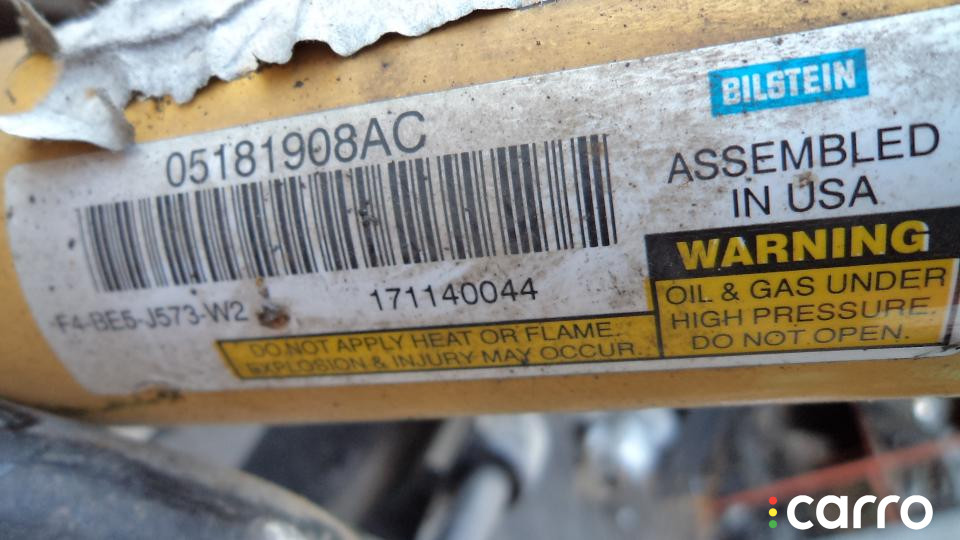 BILSTEIN
05181908AC
ASSEMBLED
IN USA
171140044
F4-BE5-J573-W2
WARNING
OIL & GAS UNDER
HIGH PRESSURE.
DO NOT OPEN.
DO NOT APPLY HEAT OR FLAME.
EXPLOSION & INJURY MAY OCCUR.
carro